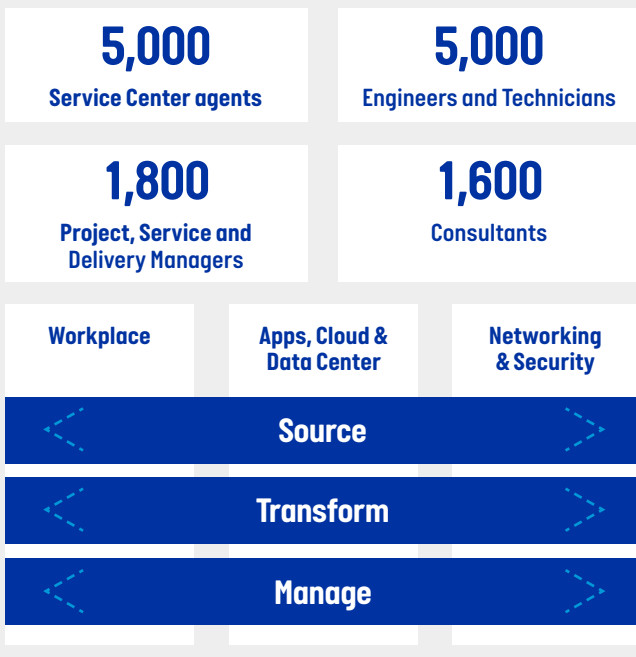 5,000
Service Center agents
5,000
Engineers and Technicians
1,800
Project, Service and
Delivery Managers
1,600
Consultants
Workplace
Apps, Cloud &
Data Center
Networking
& Security
Source
Transform
Manage